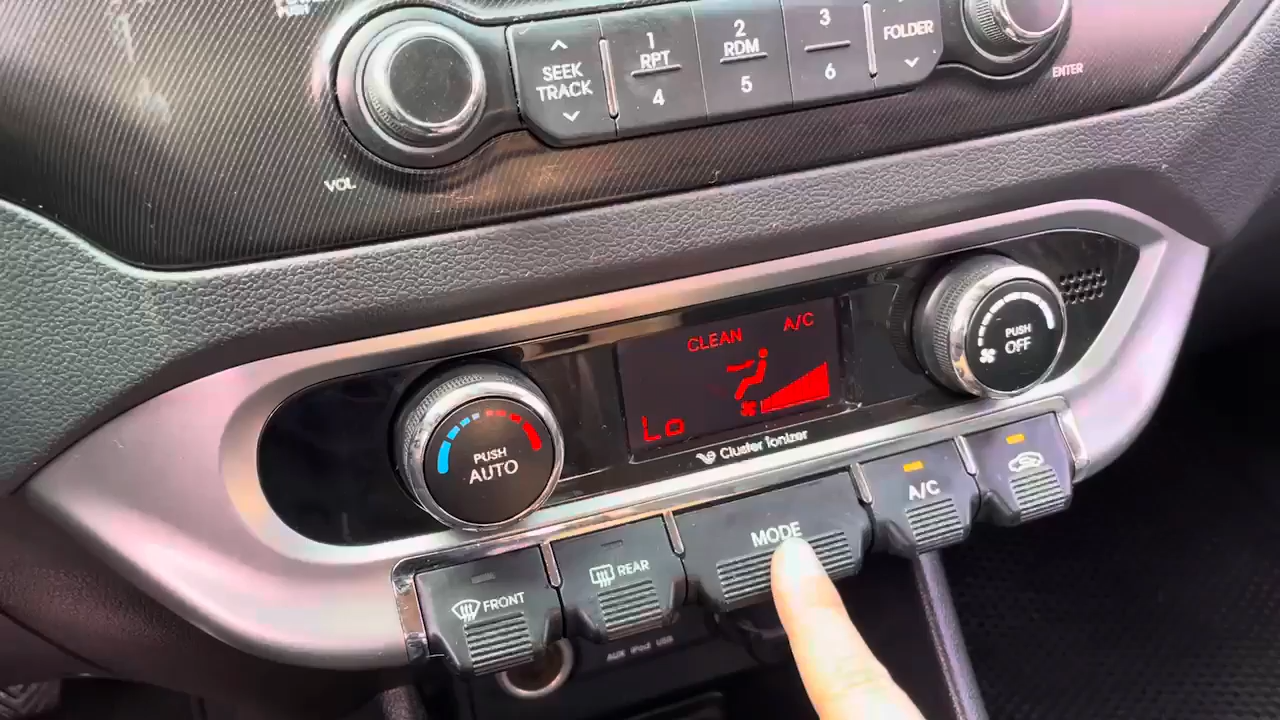 SEEK
TRACK
1
RPT
4
2
RDM
5
3
6
FOLDER
VOL
ENTER
CLEAN
A/C
Lo
Cluster Ionizer
PUSH
AUTO
PUSH
OFF
FRONT
REAR
MODE
A/C
AUX iPod USB